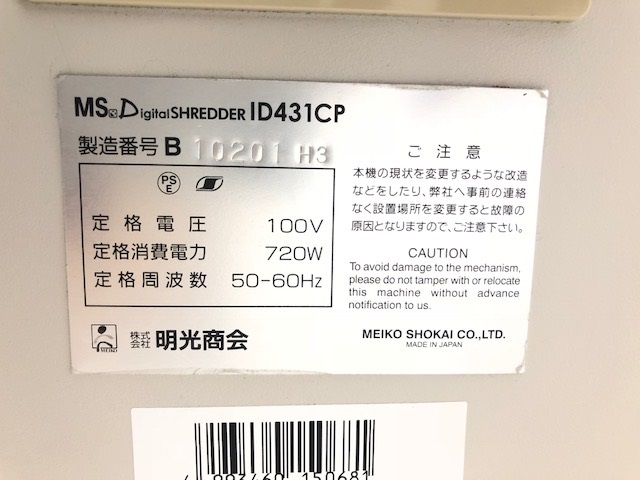 MS DigitalSHREDDER ID431CP
製造番号 B 10201 H3
PS
E
定格電圧 100V
定格消費電力 720W
定格周波数 50-60Hz
MEIKO
株式
会社 明光商会
ご注意
本機の現状を変更するような改造
などをしたり、弊社へ事前の連絡
なく設置場所を変更すると故障の
原因となりますので、ご注意下さい。
CAUTION
To avoid damage to the mechanism,
please do not tamper with or relocate
this machine without advance
notification to us.
MEIKO SHOKAI CO.,LTD.
MADE IN JAPAN
4 993460 150681